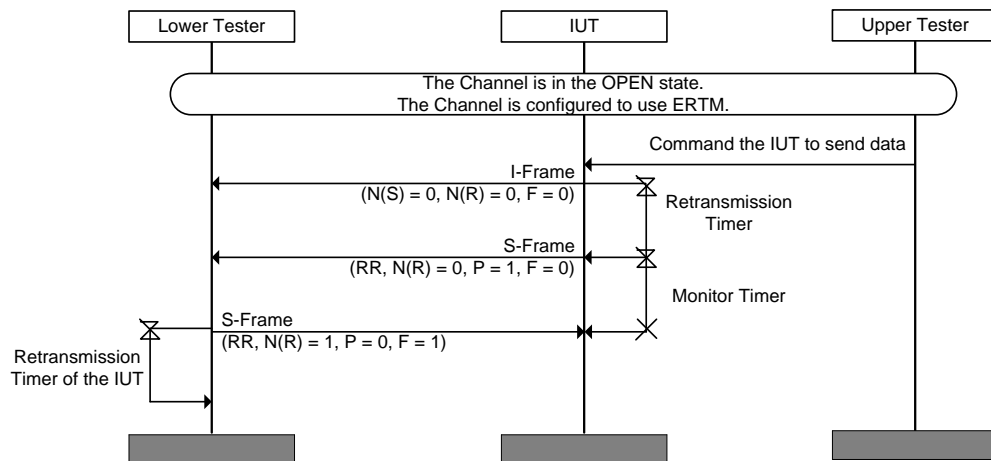 Lower Tester
IUT
Upper Tester
The Channel is in the OPEN state.
The Channel is configured to use ERTM.
Command the IUT to send data
I-Frame
(N(S) = 0, N(R) = 0, F = 0)
Retransmission
Timer
S-Frame
(RR, N(R) = 0, P = 1, F = 0)
Monitor Timer
S-Frame
(RR, N(R) = 1, P = 0, F = 1)
Retransmission
Timer of the IUT